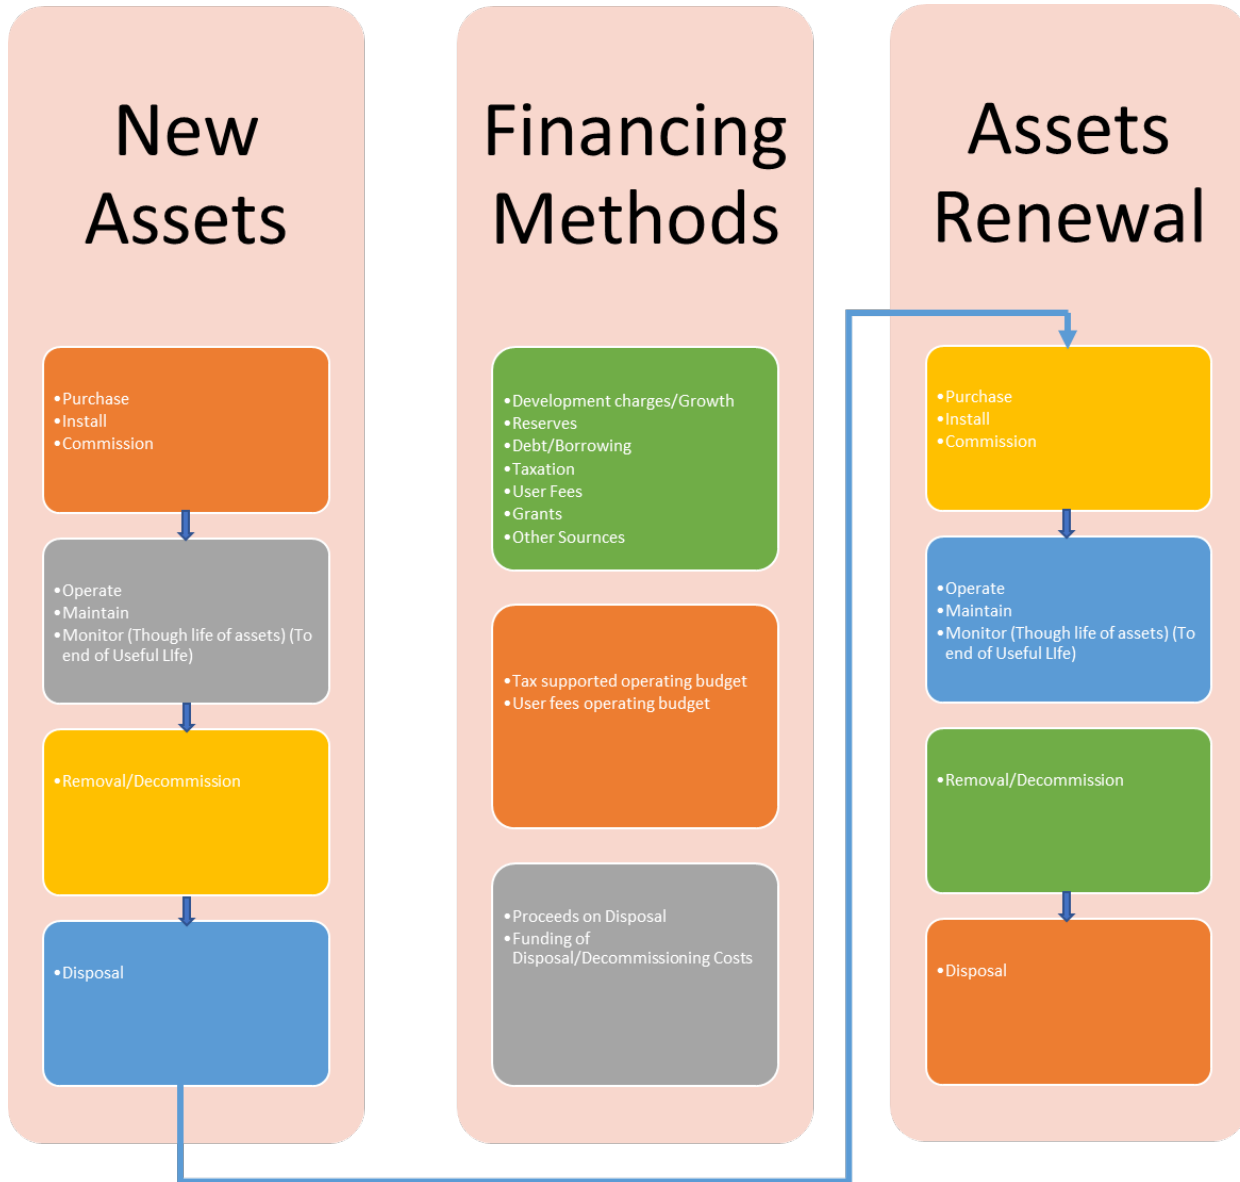 New
Assets
•Purchase
•Install
•Commission
•Operate
•Maintain
•Monitor (Though life of assets) (To
end of Useful LIfe)
•Removal/Decommission
•Disposal
Financing
Methods
•Development charges/Growth
•Reserves
•Debt/Borrowing
•Taxation
•User Fees
•Grants
•Other Sournces
•Tax supported operating budget
•User fees operating budget
•Proceeds on Disposal
•Funding of
Disposal/Decommissioning Costs
Assets
Renewal
•Purchase
•Install
•Commission
•Operate
•Maintain
•Monitor (Though life of assets) (To
end of Useful LIfe)
•Removal/Decommission
•Disposal